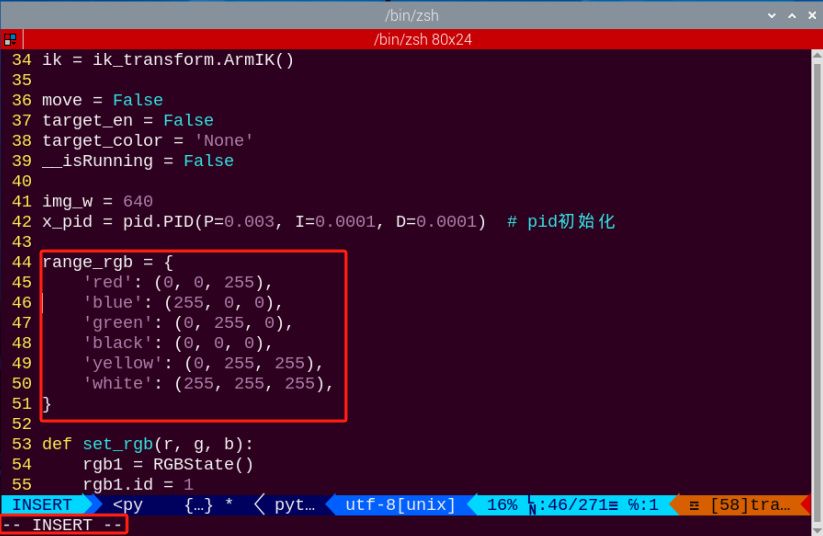 /bin/zsh
/bin/zsh 80x24
34 ik = ik_transform.ArmIK()
35
36 move = False
37 target_en = False
38 target_color = 'None'
39 __isRunning = False
40
41 img_w = 640
42 x_pid = pid.PID(P=0.003, I=0.0001, D=0.0001)  # pid初始化
43
44 range_rgb = {
45     'red': (0, 0, 255),
46     'blue': (255, 0, 0),
47     'green': (0, 255, 0),
48     'black': (0, 0, 0),
49     'yellow': (0, 255, 255),
50     'white': (255, 255, 255),
51 }
52
53 def set_rgb(r, g, b):
54     rgb1 = RGBState()
55     rgb1.id = 1
INSERT <py {…} * pyt… utf-8[unix] 16% ␤:46/271≡ ℅:1 ☲ [58]tra…
-- INSERT --